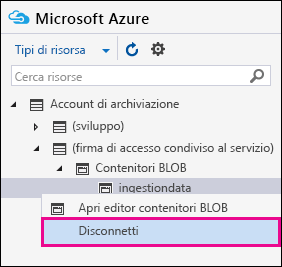 Microsoft Azure
Tipi di risorsa
Cerca risorse
Account di archiviazione
(sviluppo)
(firma di accesso condiviso al servizio)
Contenitori BLOB
ingestiondata
Apri editor contenitori BLOB
Disconnetti